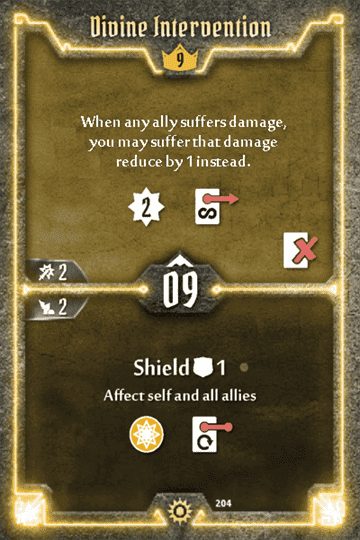 Divine Intervention
9
When any ally suffers damage,
you may suffer that damage
reduce by 1 instead.
2
2
09
2
Shield 1
Affect self and all allies
204